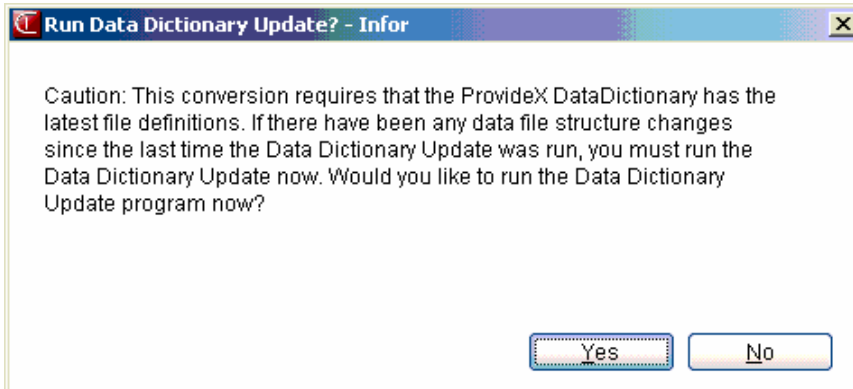 Run Data Dictionary Update? - Infor
Caution: This conversion requires that the ProvideX DataDictionary has the
latest file definitions. If there have been any data file structure changes
since the last time the Data Dictionary Update was run, you must run the
Data Dictionary Update now. Would you like to run the Data Dictionary
Update program now?
Yes
No